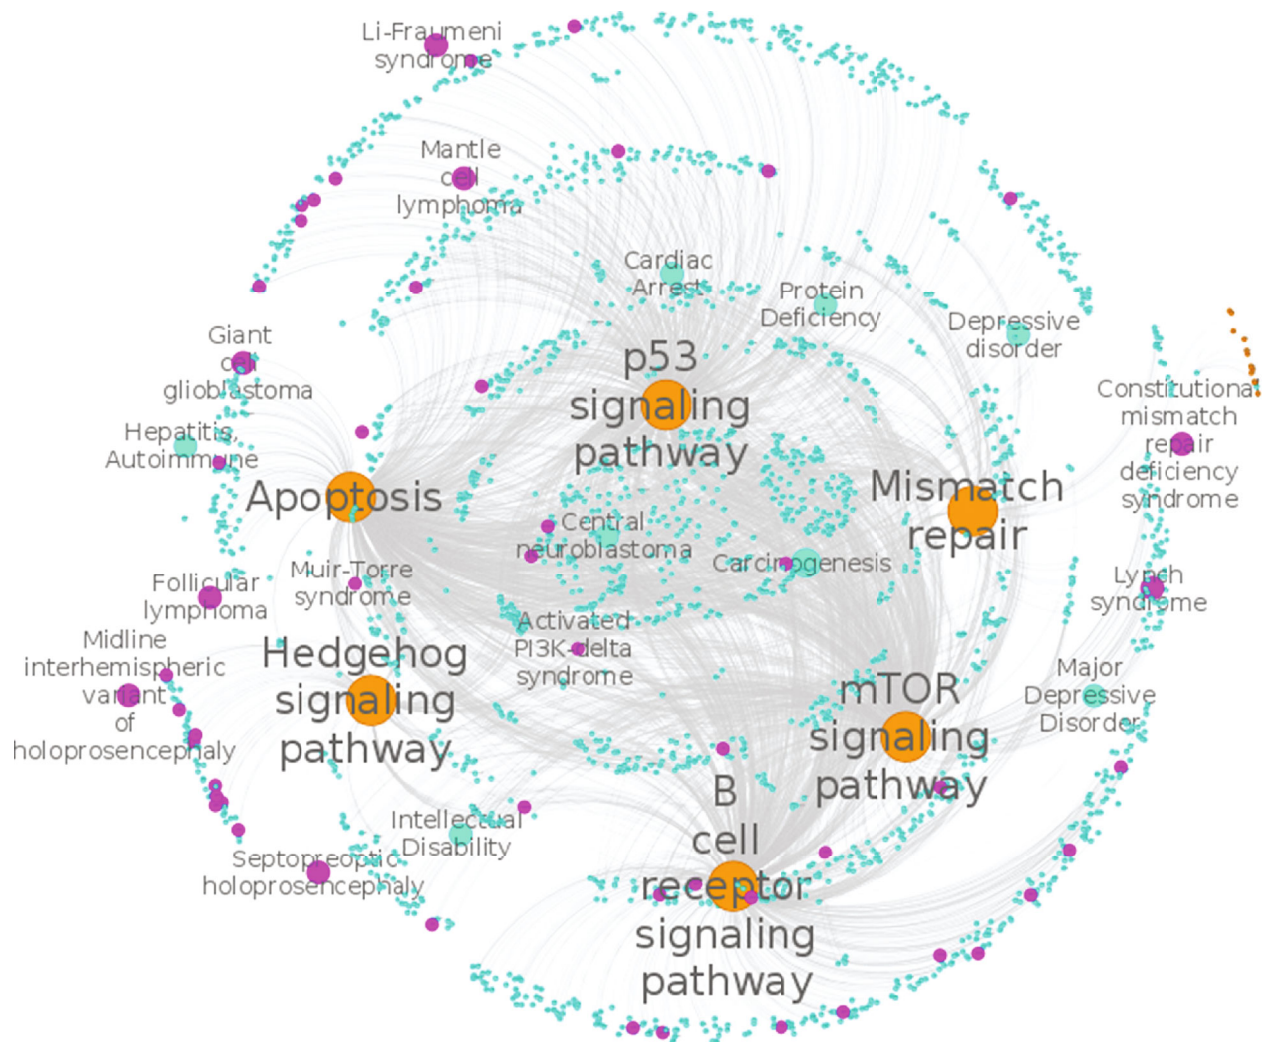 Li-Fraumeni
syndrome
Mantle
cell
lymphoma
Cardiac
Arrest
Protein
Deficiency
Depressive
disorder
Giant
cell
glioblastoma
p53
signaling
pathway
Constitutional
mismatch
repair
deficiency
syndrome
Hepatitis,
Autoimmune
Apoptosis
Mismatch
repair
Central
neuroblastoma
Carcinogenesis
Follicular
lymphoma
Muir-Torre
syndrome
Lynch
syndrome
Activated
PI3K-delta
syndrome
Midline
interhemispheric
variant
of
holoprosencephaly
Hedgehog
signaling
pathway
mTOR
signaling
pathway
Major
Depressive
Disorder
B
cell
receptor
signaling
pathway
Intellectual
Disability
Septopreoptic
holoprosencephaly